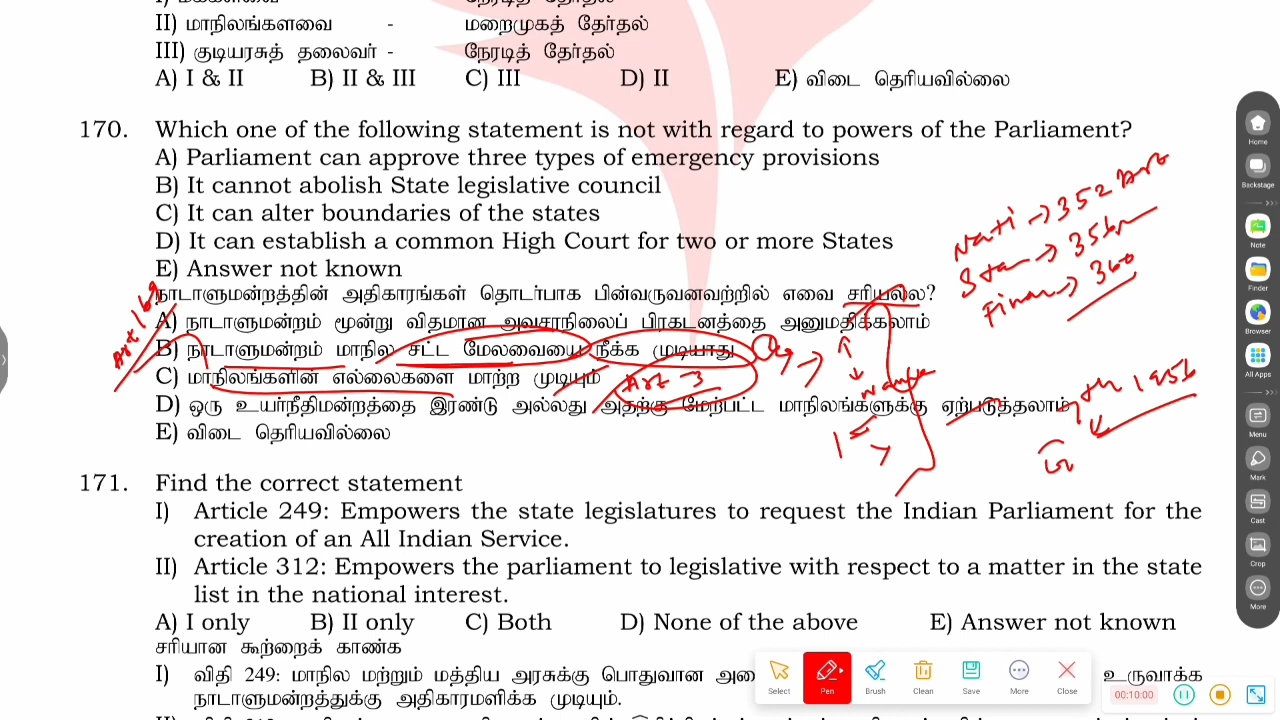 II) மாநிலங்களவை - மறைமுகத் தேர்தல்
III) குடியரசுத் தலைவர் - நேரடித் தேர்தல்
A) I & II B) II & III C) III D) II E) விடை தெரியவில்லை
170. Which one of the following statement is not with regard to powers of the Parliament?
A) Parliament can approve three types of emergency provisions
B) It cannot abolish State legislative council
C) It can alter boundaries of the states
D) It can establish a common High Court for two or more States
E) Answer not known
Nati → 352 Art
356
360
Art 169
நாடாளுமன்றத்தின் அதிகாரங்கள் தொடர்பாக பின்வருவனவற்றில் எவை சரியல்ல?
A) நாடாளுமன்றம் மூன்று விதமான அவசரநிலைப் பிரகடனத்தை அனுமதிக்கலாம்
B) நாடாளுமன்றம் மாநில சட்ட மேலவையை நீக்க முடியாது
C) மாநிலங்களின் எல்லைகளை மாற்ற முடியும்
Art - 3
D) ஒரு உயர்நீதிமன்றத்தை இரண்டு அல்லது அதற்கு மேற்பட்ட மாநிலங்களுக்கு ஏற்படுத்தலாம்
7th 1956
E) விடை தெரியவில்லை
171. Find the correct statement
I) Article 249: Empowers the state legislatures to request the Indian Parliament for the
creation of an All Indian Service.
II) Article 312: Empowers the parliament to legislative with respect to a matter in the state
list in the national interest.
A) I only B) II only C) Both D) None of the above E) Answer not known
சரியான கூற்றைக் காண்க
I) விதி 249: மாநில மற்றும் மத்திய அரசுக்கு பொதுவான உருவாக்க
நாடாளுமன்றத்துக்கு அதிகாரமளிக்க முடியும்.
Home
Backstage
Note
Finder
Browser
All Apps
Menu
Mark
Cast
Crop
More
Select Pen Brush Clean Save More Close
00:10:00